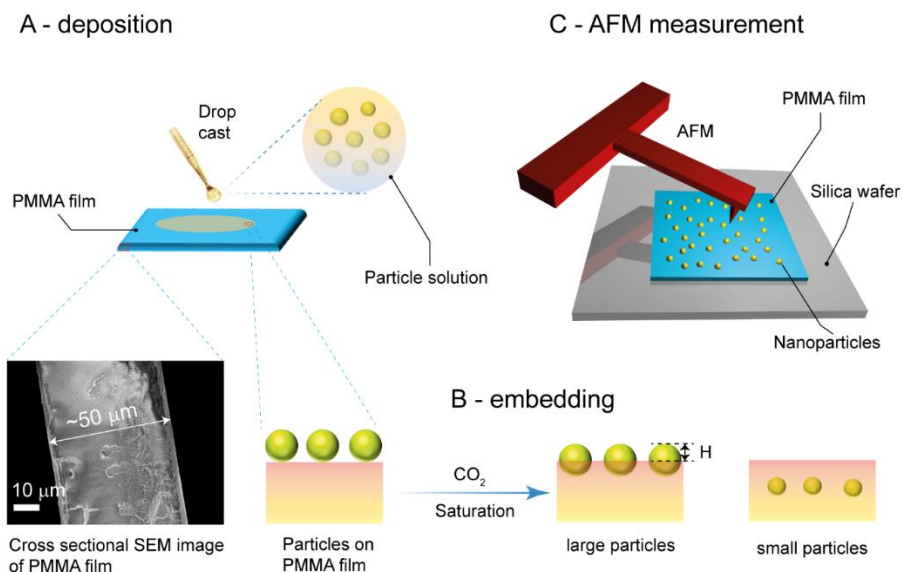 A - deposition
Drop
cast
PMMA film
Particle solution
~50 μm
10 μm
Cross sectional SEM image
of PMMA film
Particles on
PMMA film
CO₂
Saturation
B - embedding
H
large particles
small particles
C - AFM measurement
PMMA film
AFM
Silica wafer
Nanoparticles